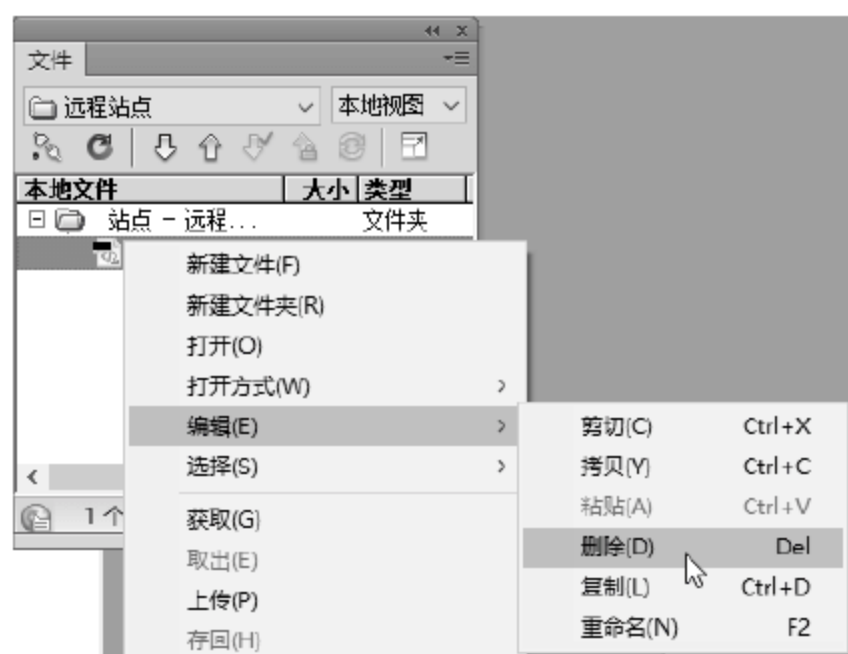 文件
远程站点 本地视图
本地文件 大小 类型
站点 - 远程... 文件夹
新建文件(F)
新建文件夹(R)
打开(O)
打开方式(W)
编辑(E)
选择(S)
获取(G)
取出(E)
上传(P)
存回(H)
1个
剪切(C) Ctrl+X
拷贝(Y) Ctrl+C
粘贴(A) Ctrl+V
删除(D) Del
复制(L) Ctrl+D
重命名(N) F2